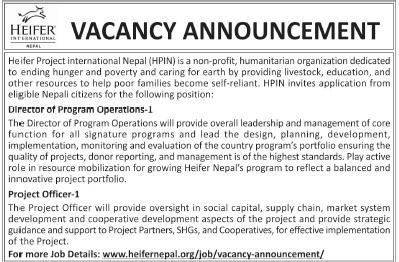 HEIFER
INTERNATIONAL
NEPAL
VACANCY ANNOUNCEMENT
Heifer Project international Nepal (HPIN) is a non-profit, humanitarian organization dedicated
to ending hunger and poverty and caring for earth by providing livestock, education, and
other resources to help poor families become self-reliant. HPIN invites application from
eligible Nepali citizens for the following position:
Director of Program Operations-1
The Director of Program Operations will provide overall leadership and management of core
function for all signature programs and lead the design, planning, development,
implementation, monitoring and evaluation of the country program's portfolio ensuring the
quality of projects, donor reporting, and management is of the highest standards. Play active
role in resource mobilization for growing Heifer Nepal's program to reflect a balanced and
innovative project portfolio.
Project Officer-1
The Project Officer will provide oversight in social capital, supply chain, market system
development and cooperative development aspects of the project and provide strategic
guidance and support to Project Partners, SHGs, and Cooperatives, for effective implementation
of the Project.
For more Job Details: www.heifernepal.org/job/vacancy-announcement/